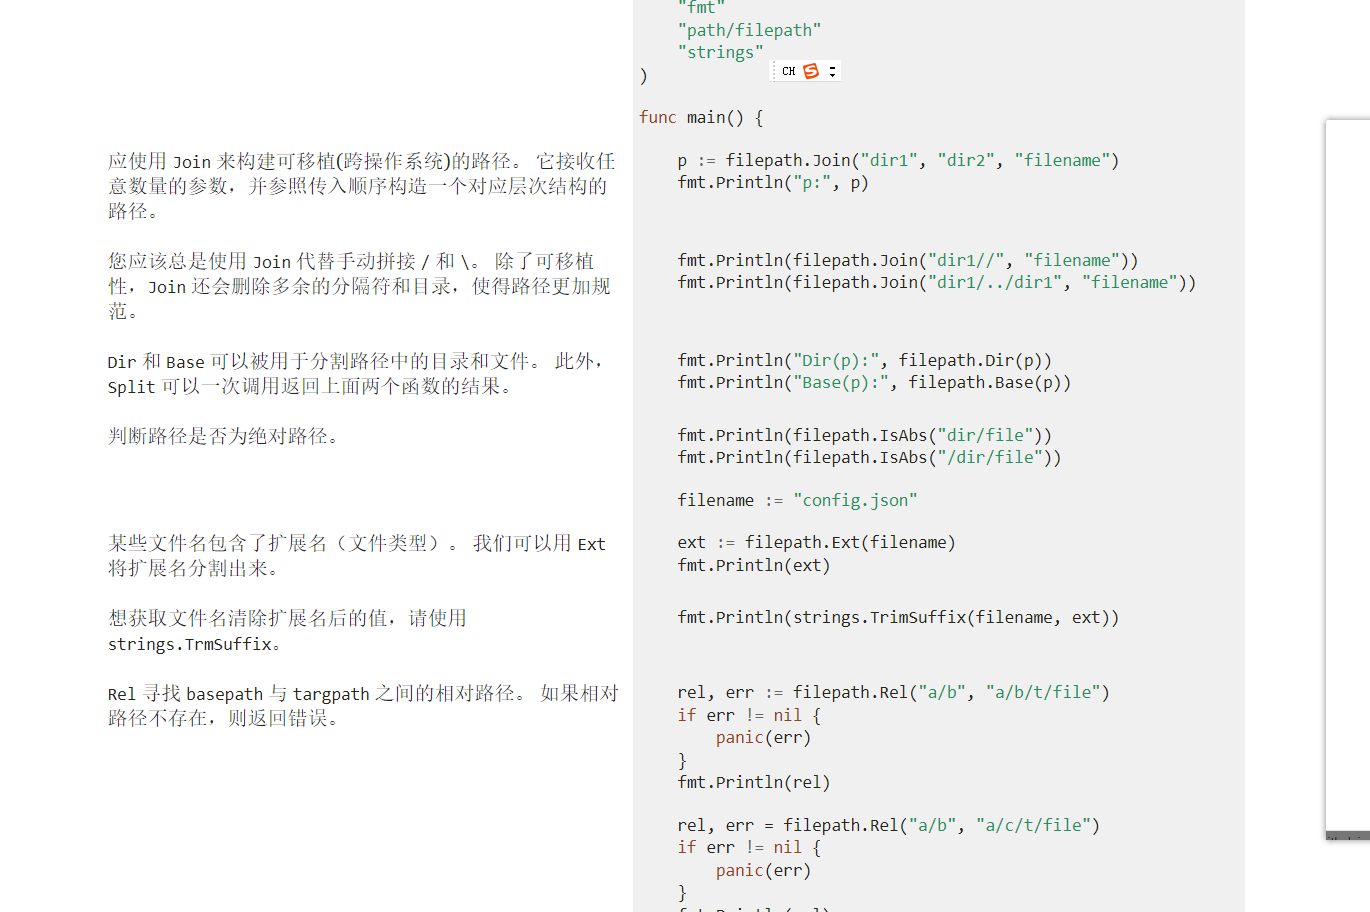 "fmt"
"path/filepath"
"strings"
CH
)
func main() {
应使用 Join 来构建可移植(跨操作系统)的路径。 它接收任
意数量的参数，并参照传入顺序构造一个对应层次结构的
路径。
p := filepath.Join("dir1", "dir2", "filename")
fmt.Println("p:", p)
您应该总是使用 Join 代替手动拼接 / 和 \。 除了可移植
性，Join 还会删除多余的分隔符和目录，使得路径更加规
范。
fmt.Println(filepath.Join("dir1//", "filename"))
fmt.Println(filepath.Join("dir1/../dir1", "filename"))
Dir 和 Base 可以被用于分割路径中的目录和文件。 此外，
Split 可以一次调用返回上面两个函数的结果。
fmt.Println("Dir(p):", filepath.Dir(p))
fmt.Println("Base(p):", filepath.Base(p))
判断路径是否为绝对路径。
fmt.Println(filepath.IsAbs("dir/file"))
fmt.Println(filepath.IsAbs("/dir/file"))
filename := "config.json"
某些文件名包含了扩展名（文件类型）。 我们可以用 Ext
将扩展名分割出来。
ext := filepath.Ext(filename)
fmt.Println(ext)
想获取文件名清除扩展名后的值，请使用
strings.TrmSuffix。
fmt.Println(strings.TrimSuffix(filename, ext))
Rel 寻找 basepath 与 targpath 之间的相对路径。 如果相对
路径不存在，则返回错误。
rel, err := filepath.Rel("a/b", "a/b/t/file")
if err != nil {
panic(err)
}
fmt.Println(rel)
rel, err = filepath.Rel("a/b", "a/c/t/file")
if err != nil {
panic(err)
}